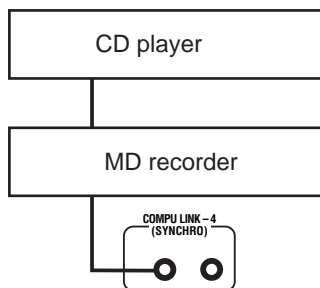 CD player
MD recorder
COMPU LINK – 4
(SYNCHRO)